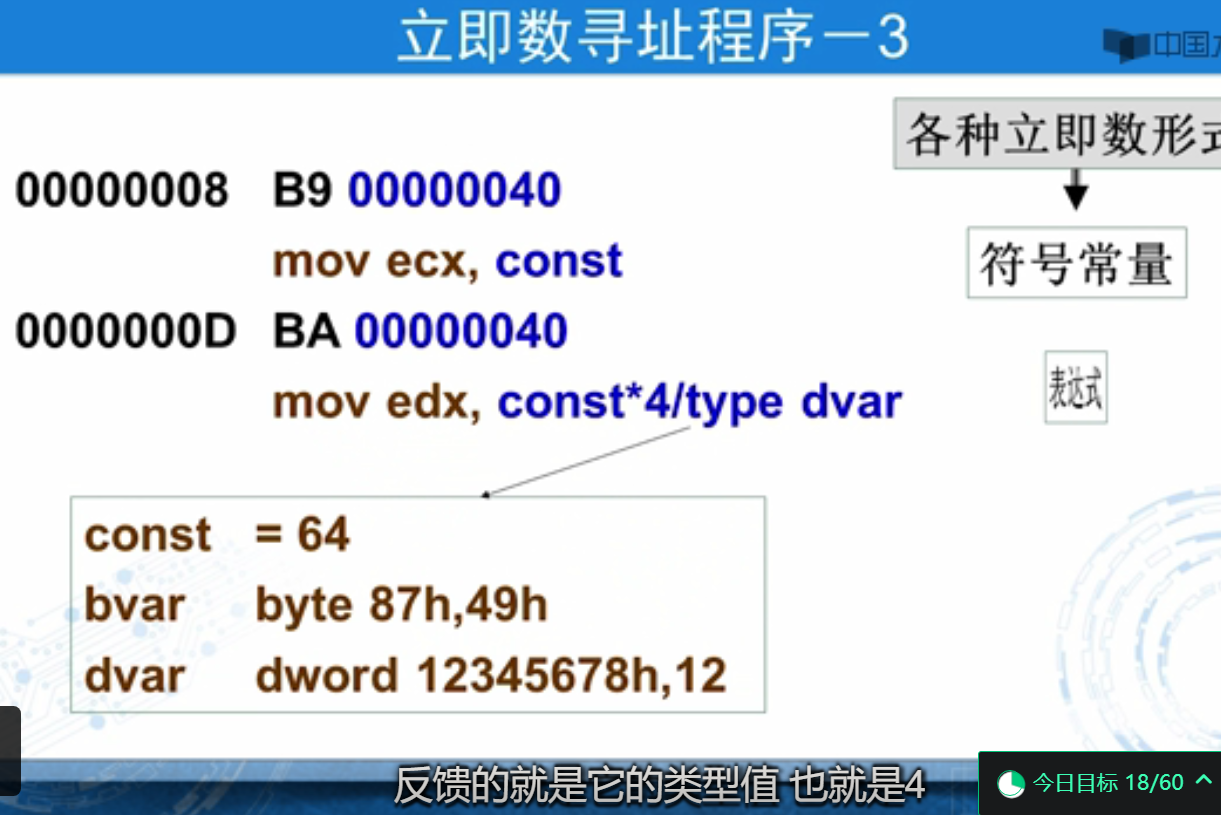 立即数寻址程序－3
中国
各种立即数形式
00000008 B9 00000040
mov ecx, const
符号常量
0000000D BA 00000040
mov edx, const*4/type dvar
表达式
const = 64
bvar byte 87h,49h
dvar dword 12345678h,12
反馈的就是它的类型值 也就是4
今日目标 18/60